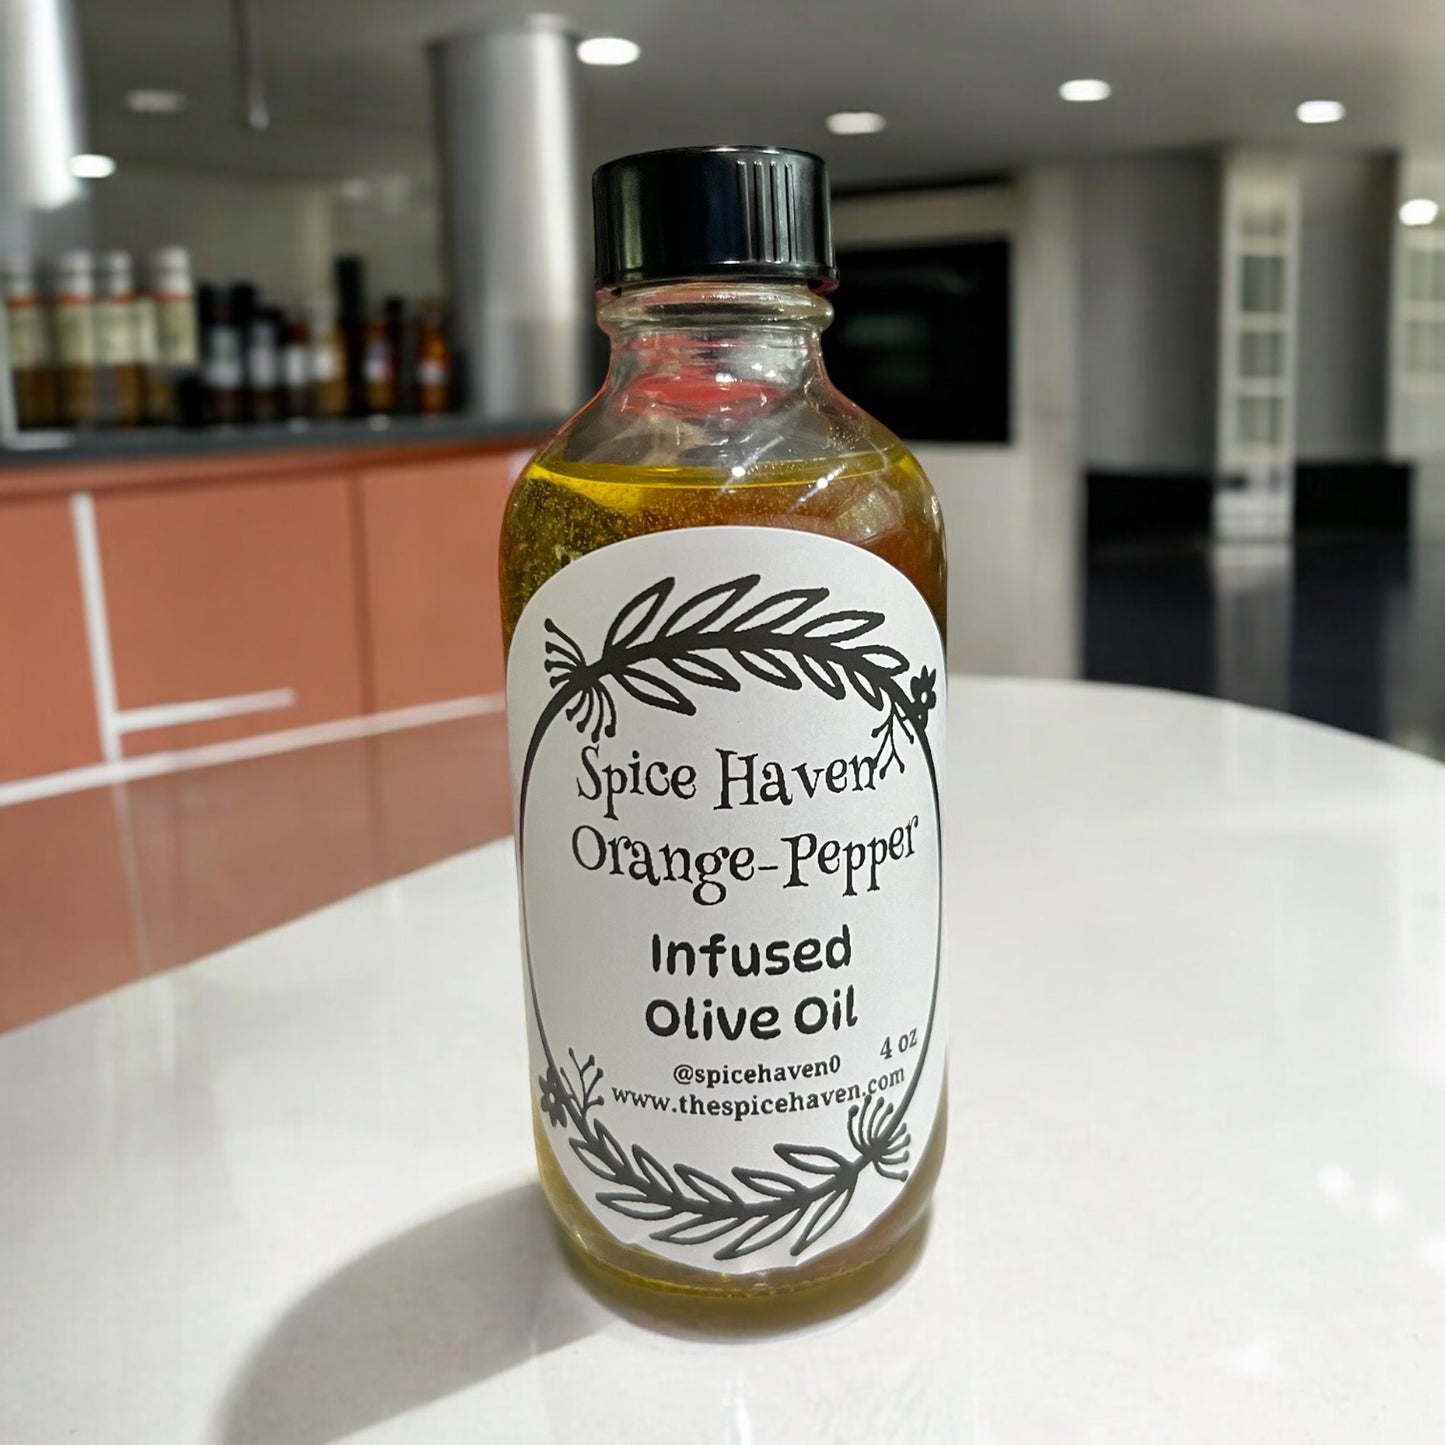 Spice Haven
Orange-Pepper
Infused
Olive Oil
4 oz
@spicehaven0
www.thespicehaven.com